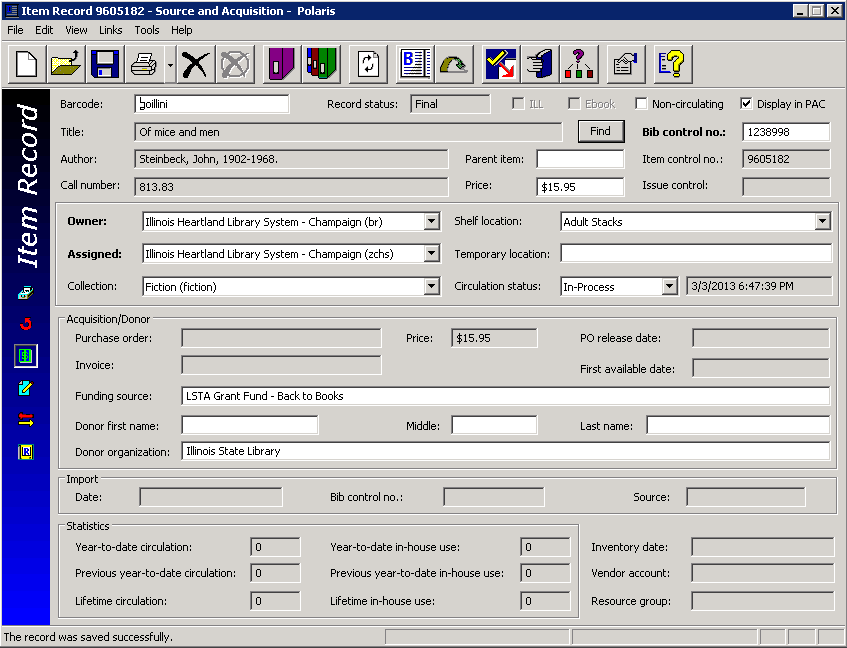 Item Record 9605182 - Source and Acquisition - Polaris
File Edit View Links Tools Help
Item Record
Barcode: Record status: Final ILL Ebook Non-circulating Display in PAC
Title: Of mice and men Find Bib control no.: 1238998
Author: Steinbeck, John, 1902-1968. Parent item: Item control no.: 9605182
Call number: 813.83 Price: $15.95 Issue control:
Owner: Illinois Heartland Library System - Champaign (br) Shelf location: Adult Stacks
Assigned: Illinois Heartland Library System - Champaign (zchs) Temporary location:
Collection: Fiction (fiction) Circulation status: In-Process 3/3/2013 6:47:39 PM
Acquisition/Donor
Purchase order: Price: $15.95 PO release date:
Invoice: First available date:
Funding source: LSTA Grant Fund - Back to Books
Donor first name: Middle: Last name:
Donor organization: Illinois State Library
Import
Date: Bib control no.: Source:
Statistics
Year-to-date circulation: 0 Year-to-date in-house use: 0 Inventory date:
Previous year-to-date circulation: 0 Previous year-to-date in-house use: 0 Vendor account:
Lifetime circulation: 0 Lifetime in-house use: 0 Resource group:
The record was saved successfully.